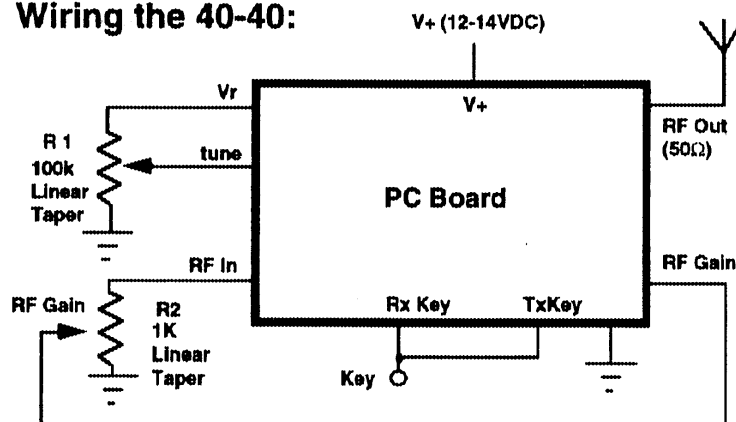 Wiring the 40-40:
V+ (12-14VDC)
Vr
V+
R 1
100k
Linear
Taper
tune
RF Out
(50Ω)
PC Board
RF In
RF Gain
RF Gain
R2
1K
Linear
Taper
Rx Key
TxKey
Key